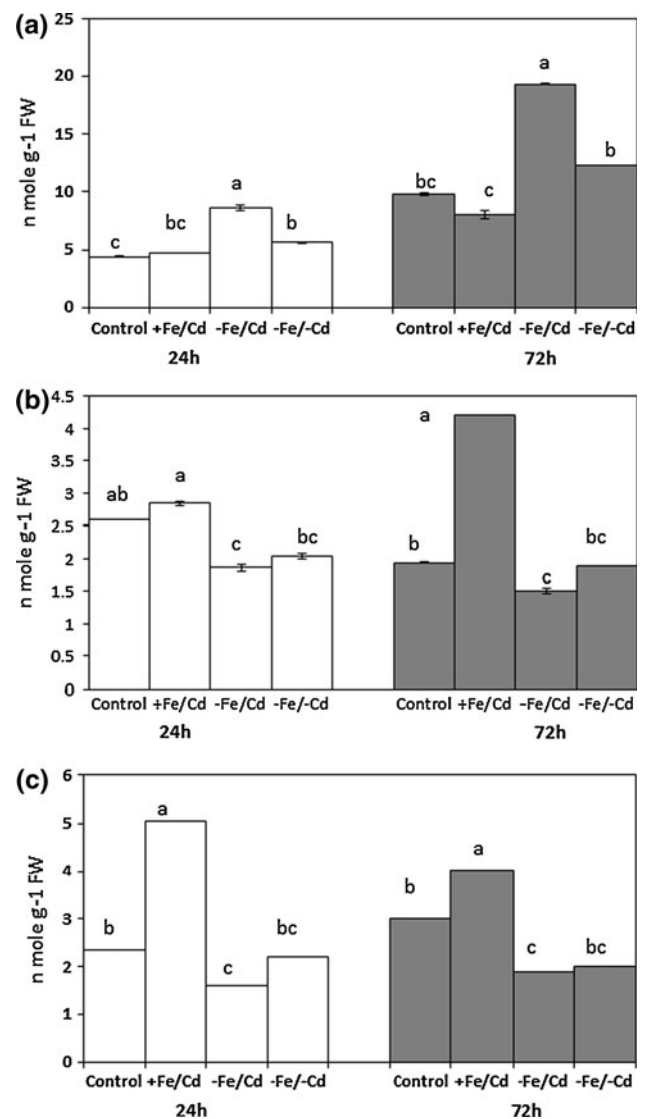 (a)
25
20
15
10
5
0
n mole g-1 FW
c bc a b bc c a b
Control +Fe/Cd -Fe/Cd -Fe/-Cd Control +Fe/Cd -Fe/Cd -Fe/-Cd
24h 72h
(b)
4.5
4
3.5
3
2.5
2
1.5
1
0.5
0
n mole g-1 FW
ab a c bc b a c bc
Control +Fe/Cd -Fe/Cd -Fe/-Cd Control +Fe/Cd -Fe/Cd -Fe/-Cd
24h 72h
(c)
6
5
4
3
2
1
0
n mole g-1 FW
b a c bc b a c bc
Control +Fe/Cd -Fe/Cd -Fe/-Cd Control +Fe/Cd -Fe/Cd -Fe/-Cd
24h 72h